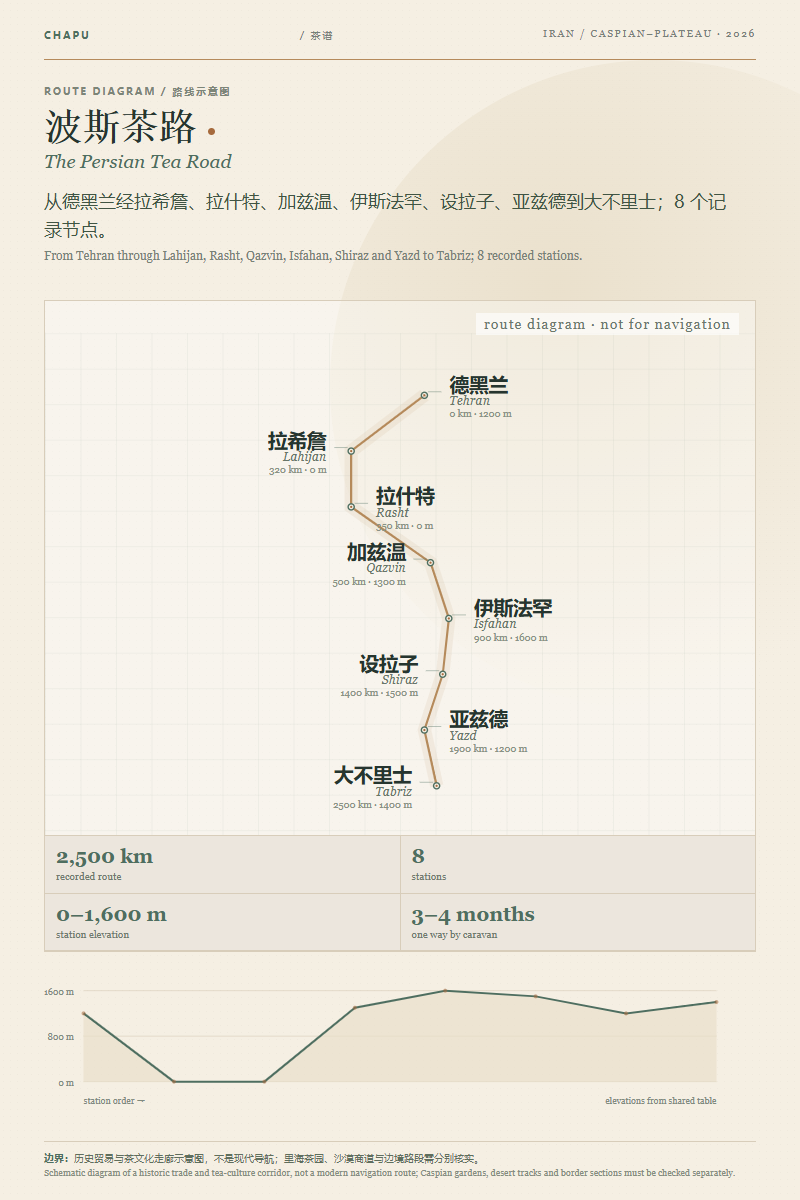 CHAPU
/ 茶谱
IRAN / CASPIAN–PLATEAU · 2026
ROUTE DIAGRAM / 路线示意图
波斯茶路
The Persian Tea Road
从德黑兰经拉希詹、拉什特、加兹温、伊斯法罕、设拉子、亚兹德到大不里士；8 个记
录节点。
From Tehran through Lahijan, Rasht, Qazvin, Isfahan, Shiraz and Yazd to Tabriz; 8 recorded stations.
route diagram · not for navigation
德黑兰
Tehran
0 km · 1200 m
拉希詹
Lahijan
320 km · 0 m
拉什特
Rasht
350 km · 0 m
加兹温
Qazvin
500 km · 1300 m
伊斯法罕
Isfahan
900 km · 1600 m
设拉子
Shiraz
1400 km · 1500 m
亚兹德
Yazd
1900 km · 1200 m
大不里士
Tabriz
2500 km · 1400 m
2,500 km
recorded route
8
stations
0–1,600 m
station elevation
3–4 months
one way by caravan
1600 m
800 m
0 m
station order →
elevations from shared table
边界：历史贸易与茶文化走廊示意图，不是现代导航；里海茶园、沙漠商道与边境路段需分别核实。
Schematic diagram of a historic trade and tea-culture corridor, not a modern navigation route; Caspian gardens, desert tracks and border sections must be checked separately.